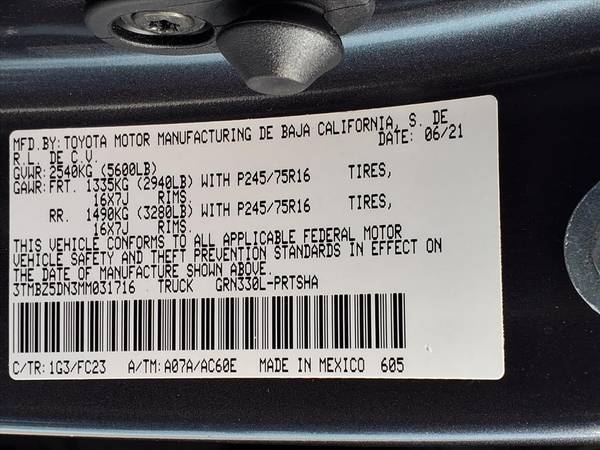 MFD.BY:TOYOTA MOTOR MANUFACTURING DE BAJA CALIFORNIA, S. DE
R.L. DE C.V. DATE: 06/21
GVWR:2540KG (5600LB)
GAWR:FRT. 1335KG (2940LB) WITH P245/75R16 TIRES,
16X7J RIMS.
RR. 1490KG (3280LB) WITH P245/75R16 TIRES,
16X7J RIMS.
THIS VEHICLE CONFORMS TO ALL APPLICABLE FEDERAL MOTOR
VEHICLE SAFETY AND THEFT PREVENTION STANDARDS IN EFFECT ON
THE DATE OF MANUFACTURE SHOWN ABOVE.
3TMBZ5DN3MM031716 TRUCK GRN330L-PRTSHA
C/TR:1G3/FC23 A/TM:A07A/AC60E MADE IN MEXICO 605